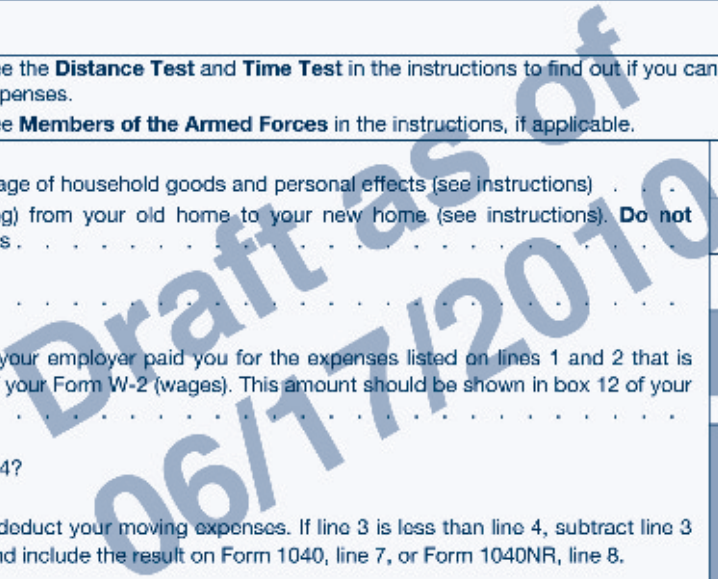 e the Distance Test and Time Test in the instructions to find out if you can
penses.
e Members of the Armed Forces in the instructions, if applicable.
age of household goods and personal effects (see instructions) . . .
g) from your old home to your new home (see instructions). Do not
s . . . . . . . . . . . . . . . . . . . . . . . .
. . . . . . . . . . . . . . . . . . . . . . . .
your employer paid you for the expenses listed on lines 1 and 2 that is
your Form W-2 (wages). This amount should be shown in box 12 of your
. . . . . . . . . . . . . . . . . . . . . . . .
4?
deduct your moving expenses. If line 3 is less than line 4, subtract line 3
nd include the result on Form 1040, line 7, or Form 1040NR, line 8.
Draft as of
06/17/2010